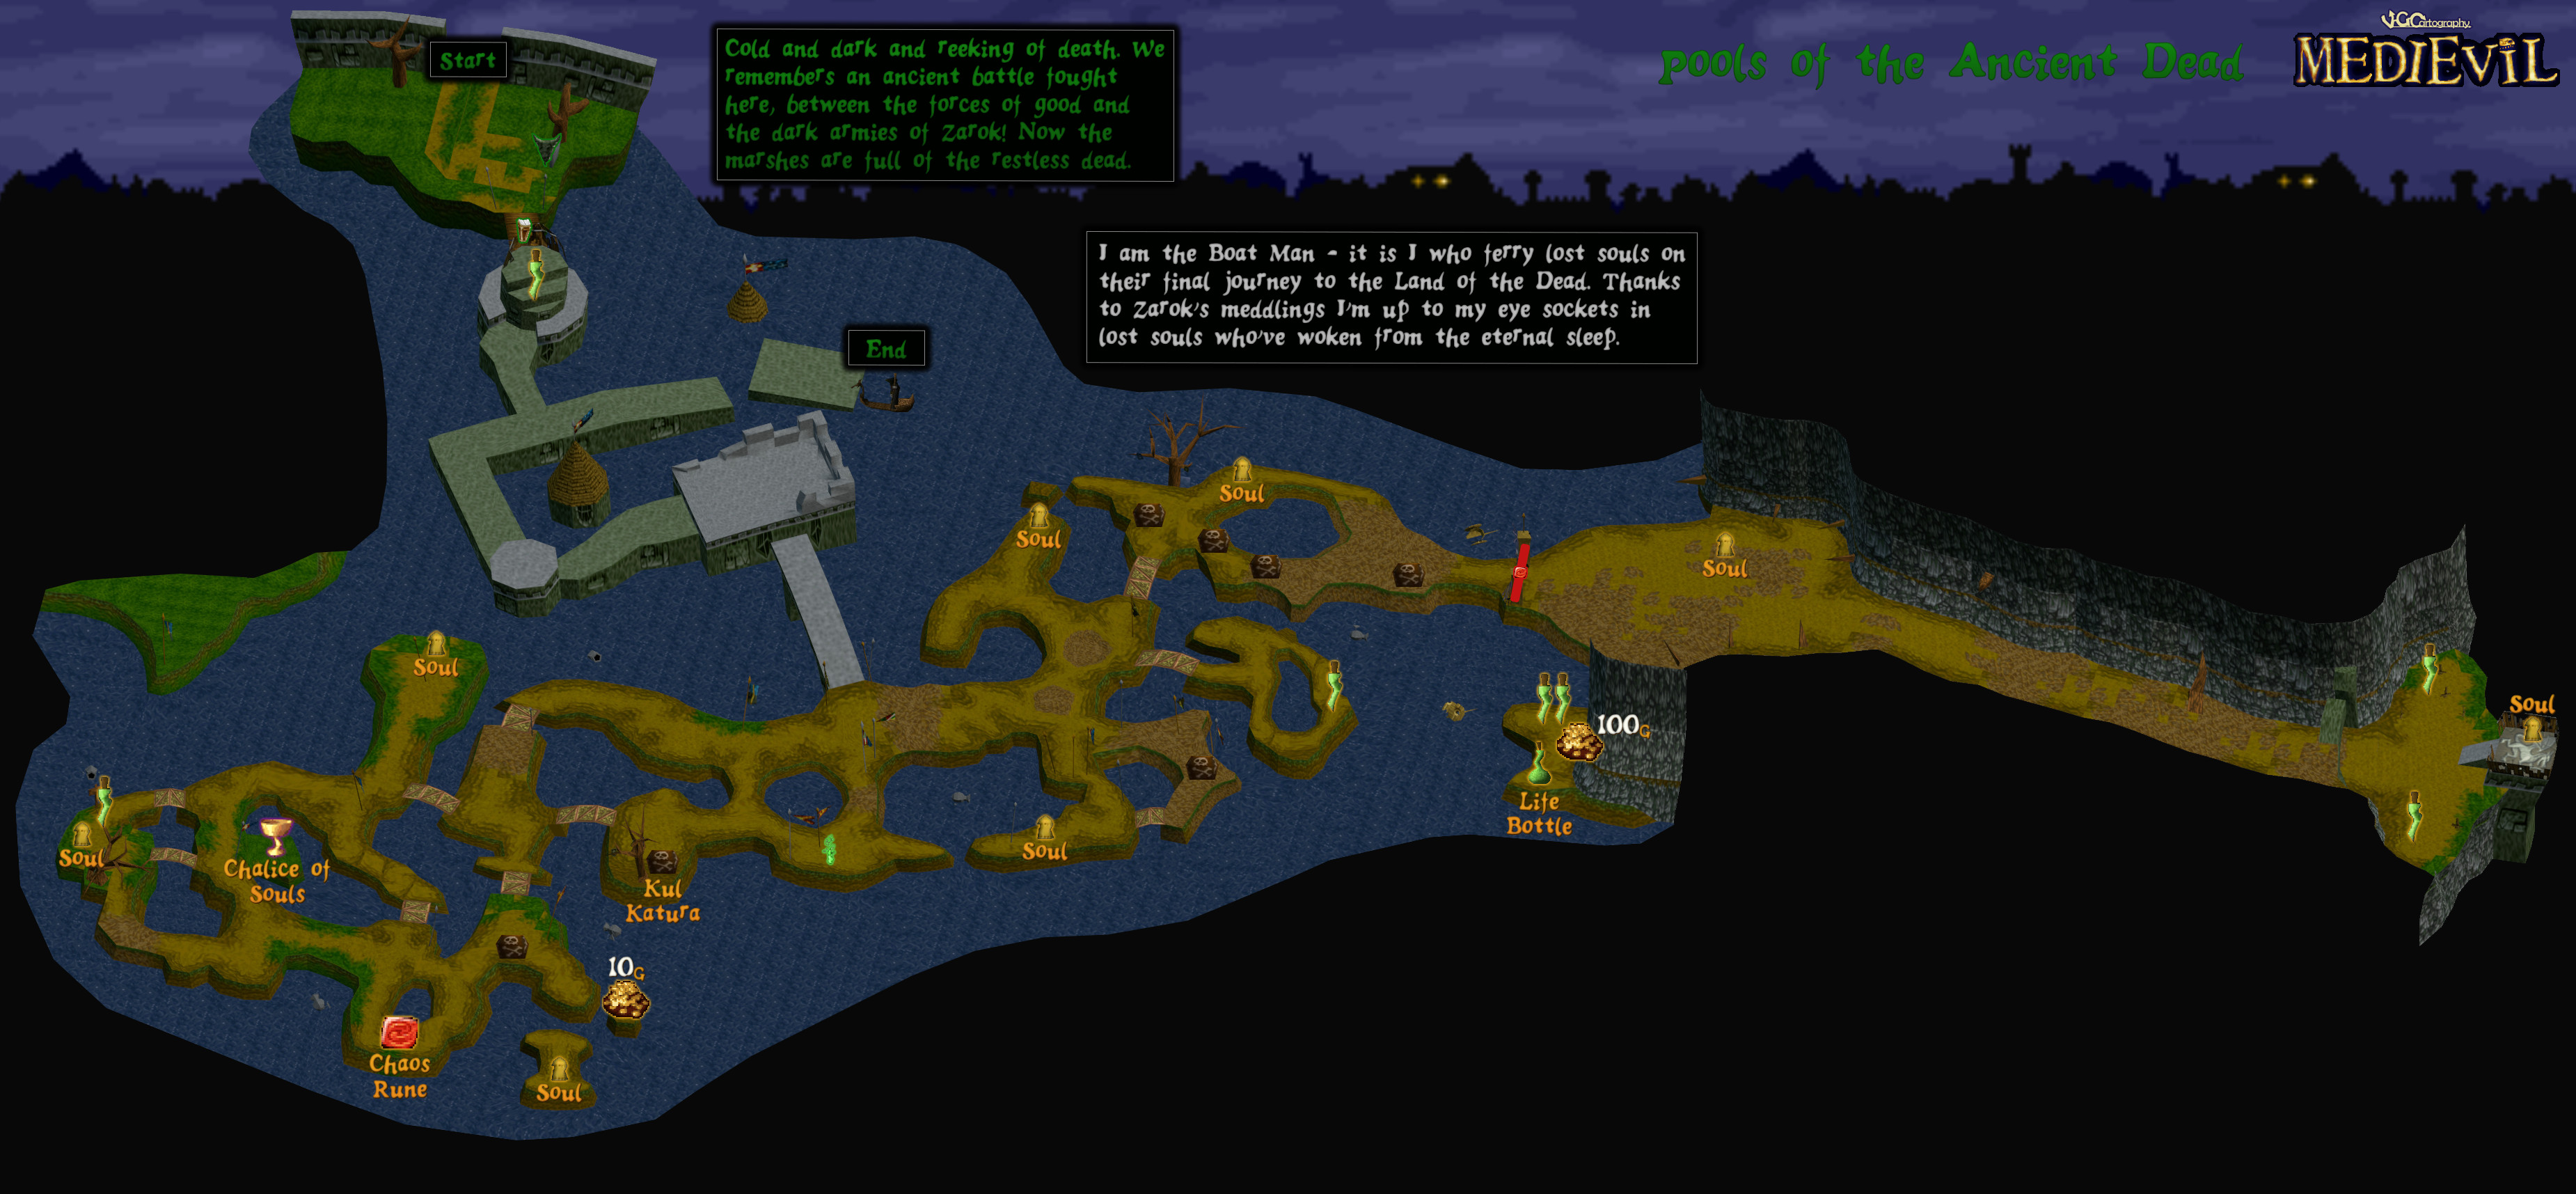 VGCartography
MEDIEVIL
pools of the Ancient Dead
Start
Cold and dark and reeking of death. We
remembers an ancient battle fought
here, between the forces of good and
the dark armies of Zarok! Now the
marshes are full of the restless dead.
I am the Boat Man - it is I who ferry lost souls on
their final journey to the Land of the Dead. Thanks
to Zarok's meddlings I'm up to my eye sockets in
lost souls who've woken from the eternal sleep.
End
Soul
Soul
Soul
Soul
Soul
100G
Life
Bottle
Soul
Soul
Chalice of
Souls
Kul
Katura
Soul
10G
Chaos
Rune
Soul